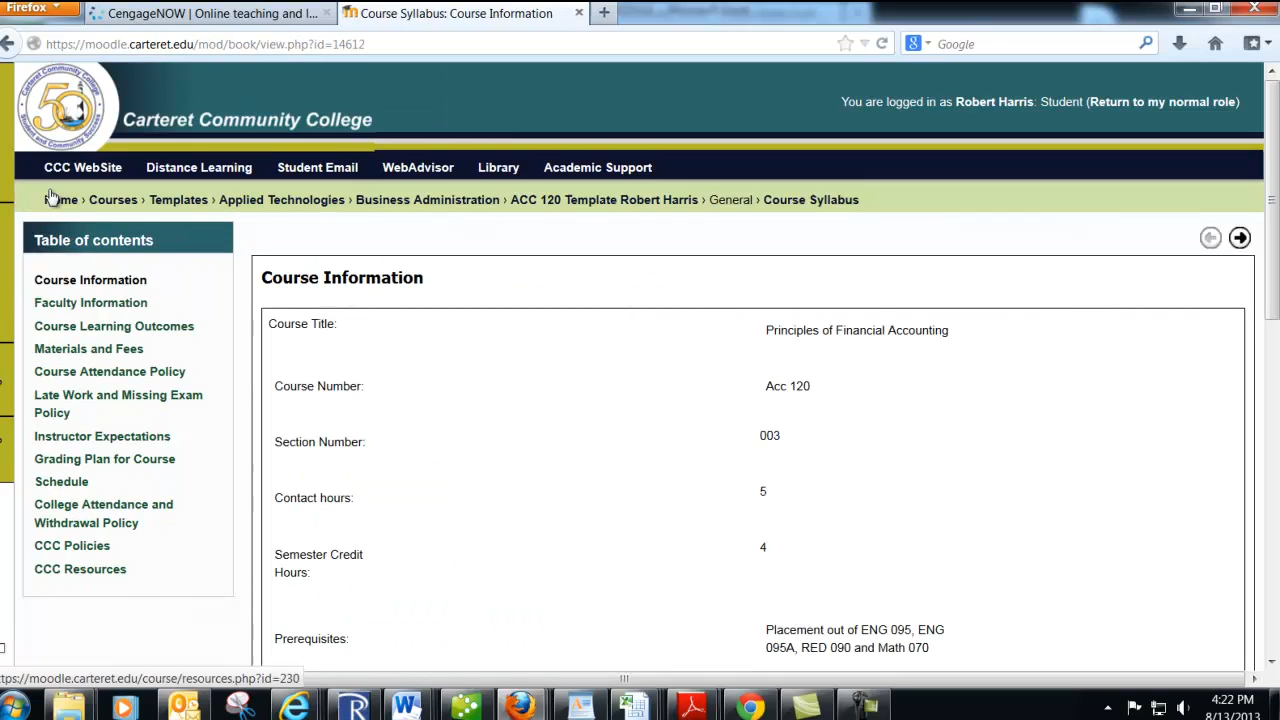 Firefox
CengageNOW | Online teaching and l...
Course Syllabus: Course Information
https://moodle.carteret.edu/mod/book/view.php?id=14612
Google
50
Carteret Community College
You are logged in as Robert Harris: Student (Return to my normal role)
CCC WebSite Distance Learning Student Email WebAdvisor Library Academic Support
Home › Courses › Templates › Applied Technologies › Business Administration › ACC 120 Template Robert Harris › General › Course Syllabus
Table of contents
Course Information
Faculty Information
Course Learning Outcomes
Materials and Fees
Course Attendance Policy
Late Work and Missing Exam
Policy
Instructor Expectations
Grading Plan for Course
Schedule
College Attendance and
Withdrawal Policy
CCC Policies
CCC Resources
Course Information
Course Title: Principles of Financial Accounting
Course Number: Acc 120
Section Number: 003
Contact hours: 5
Semester Credit
Hours: 4
Prerequisites: Placement out of ENG 095, ENG
095A, RED 090 and Math 070
ttps://moodle.carteret.edu/course/resources.php?id=230
4:22 PM
8/13/2013